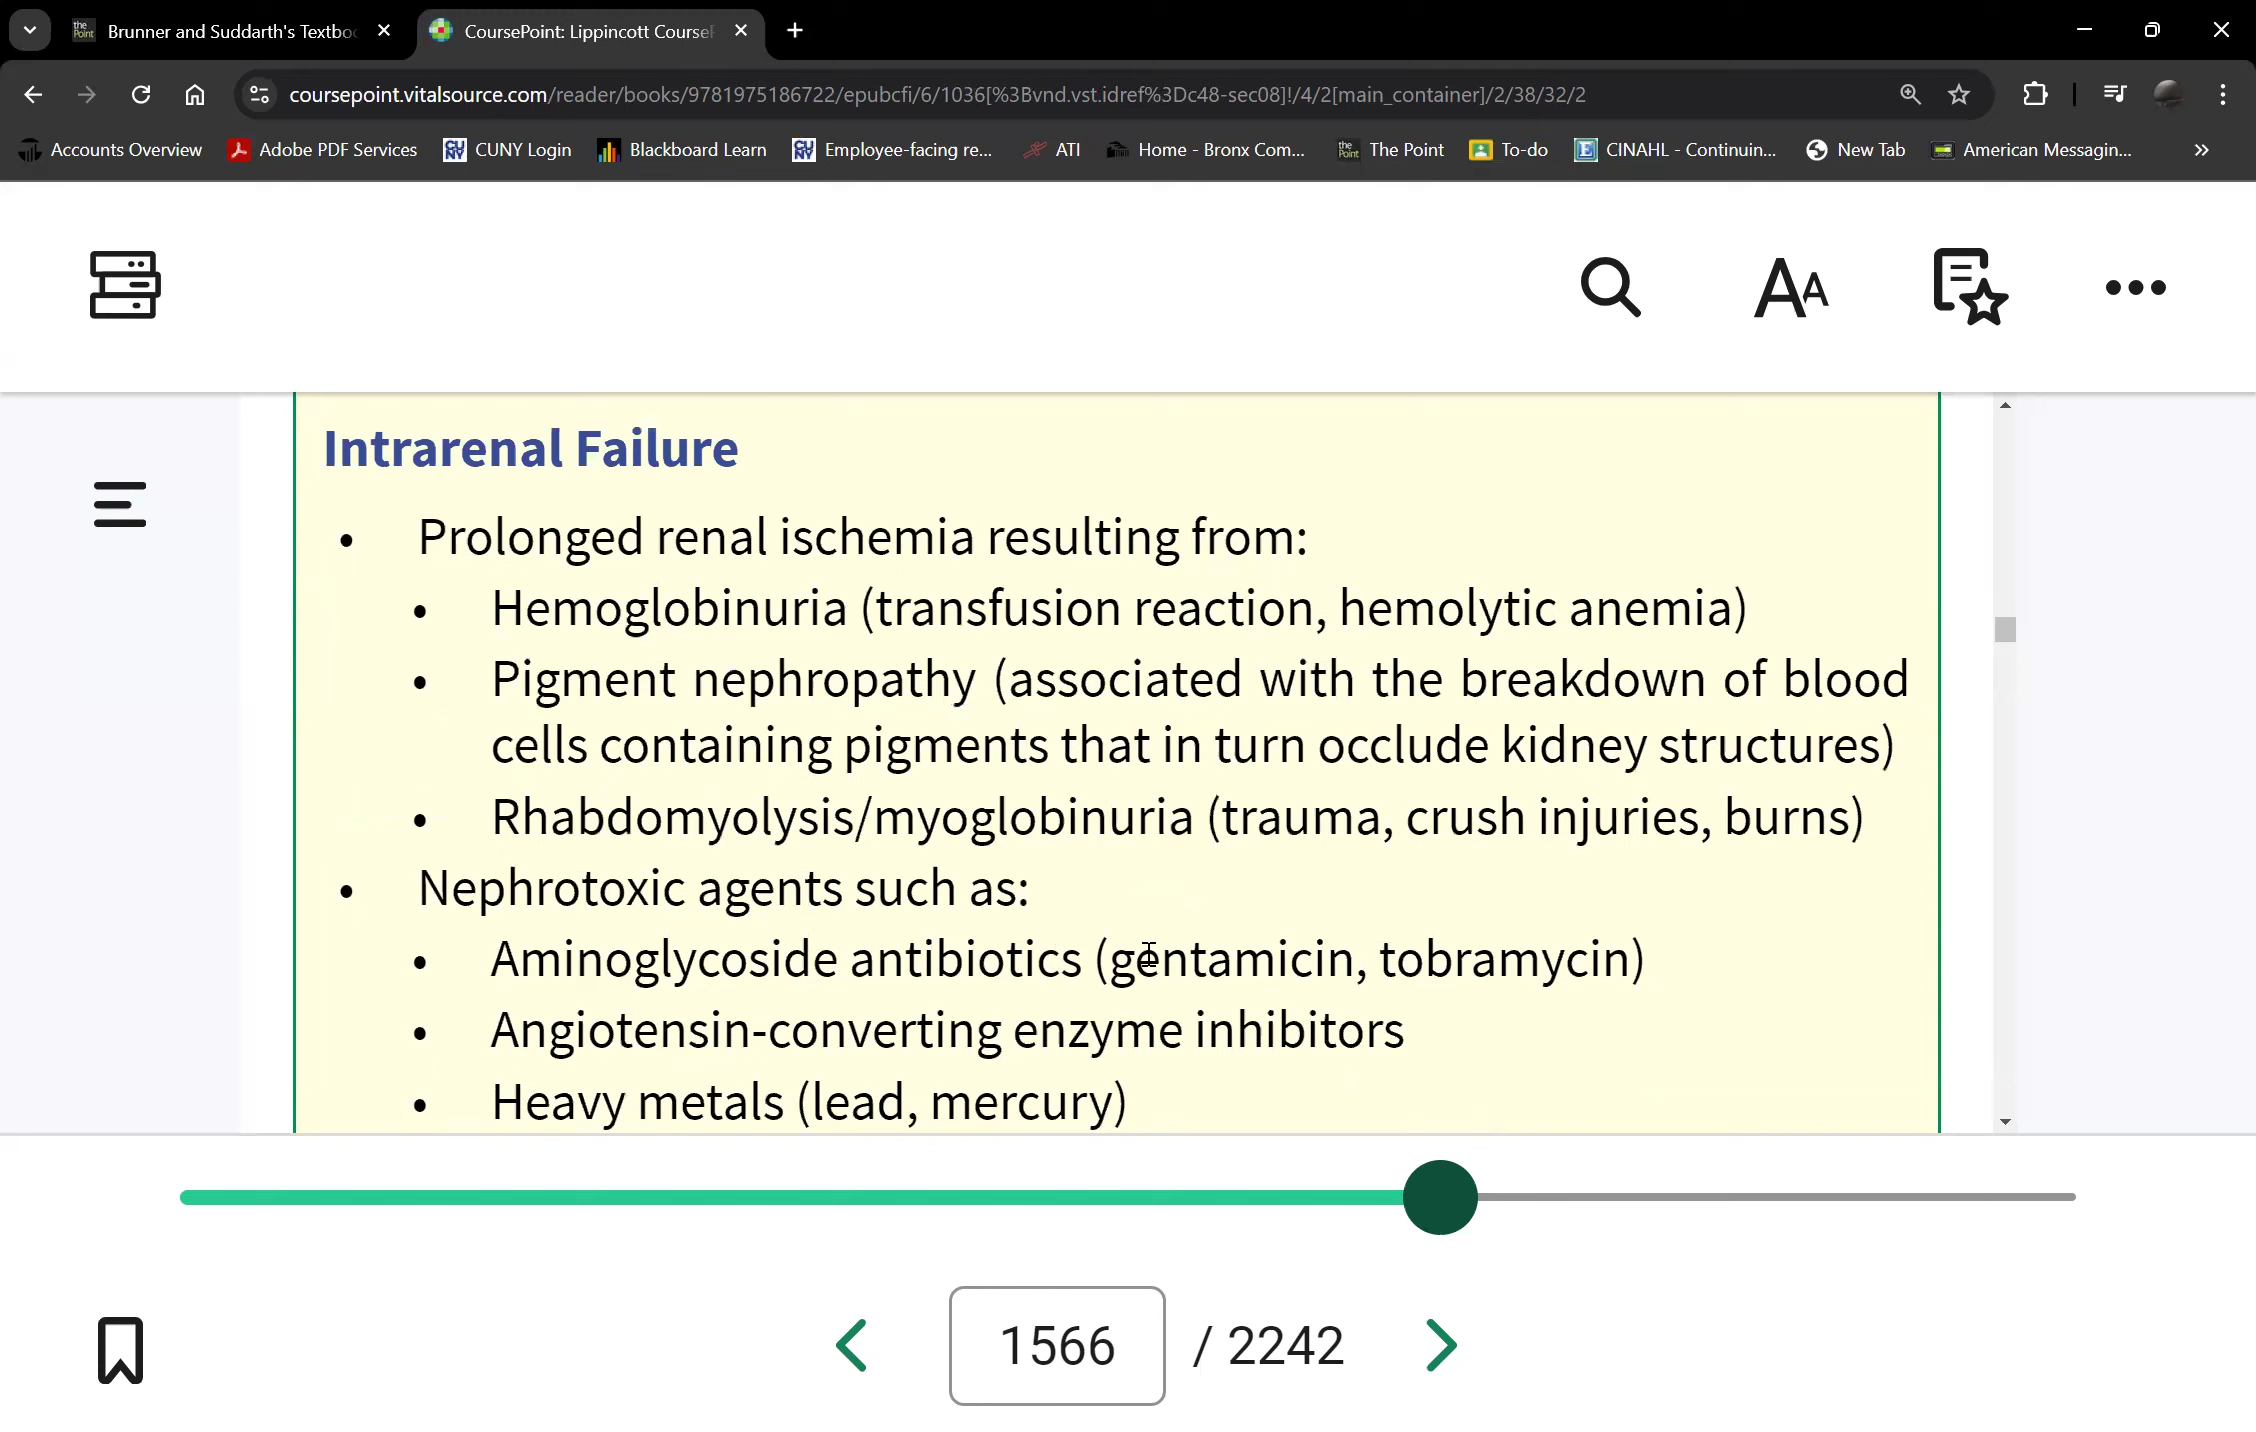 Brunner and Suddarth's Textboo
CoursePoint: Lippincott CourseP
coursepoint.vitalsource.com/reader/books/9781975186722/epubcfi/6/1036[%3Bvnd.vst.idref%3Dc48-sec08]!/4/2[main_container]/2/38/32/2
Accounts Overview
Adobe PDF Services
CUNY Login
Blackboard Learn
Employee-facing re...
ATI
Home - Bronx Com...
the Point
The Point
To-do
CINAHL - Continuin...
New Tab
American Messagin...
AA
Intrarenal Failure
• Prolonged renal ischemia resulting from:
• Hemoglobinuria (transfusion reaction, hemolytic anemia)
• Pigment nephropathy (associated with the breakdown of blood
cells containing pigments that in turn occlude kidney structures)
• Rhabdomyolysis/myoglobinuria (trauma, crush injuries, burns)
• Nephrotoxic agents such as:
• Aminoglycoside antibiotics (gentamicin, tobramycin)
• Angiotensin-converting enzyme inhibitors
• Heavy metals (lead, mercury)
1566 / 2242